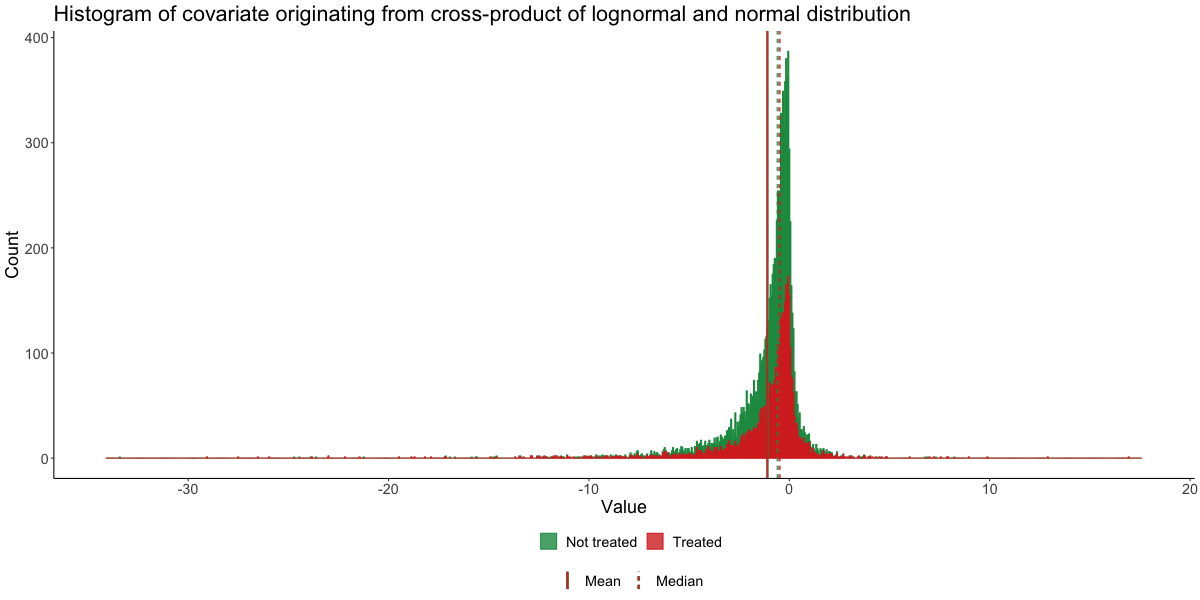 Histogram of covariate originating from cross-product of lognormal and normal distribution
400
300
200
100
0
Count
-30 -20 -10 0 10 20
Value
Not treated Treated
Mean Median